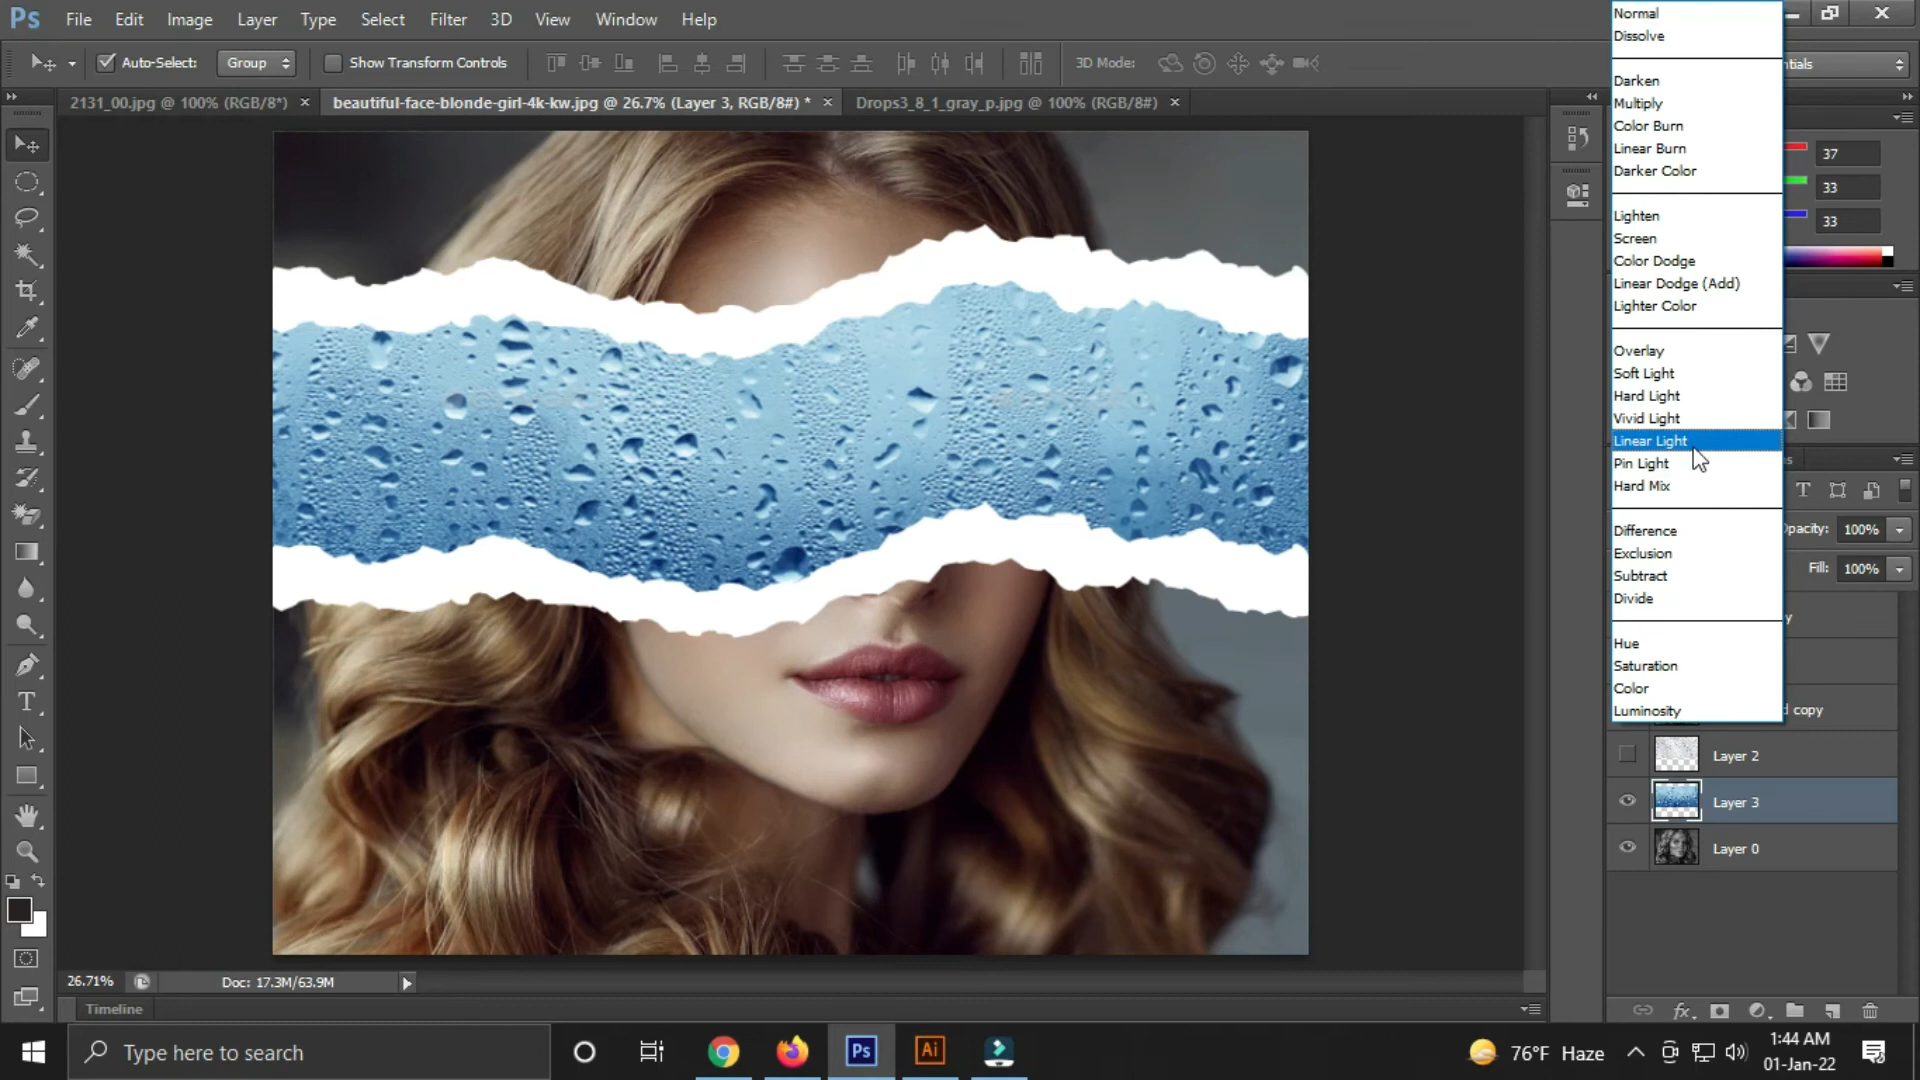 Ps File Edit Image Layer Type Select Filter 3D View Window Help
Auto-Select: Group Show Transform Controls 3D Mode:
2131_00.jpg @ 100% (RGB/8*) × beautiful-face-blonde-girl-4k-kw.jpg @ 26.7% (Layer 3, RGB/8#) * × Drops3_8_1_gray_p.jpg @ 100% (RGB/8#) ×
Normal
Dissolve
Darken
Multiply
Color Burn
Linear Burn
Darker Color
Lighten
Screen
Color Dodge
Linear Dodge (Add)
Lighter Color
Overlay
Soft Light
Hard Light
Vivid Light
Linear Light
Pin Light
Hard Mix
Difference
Exclusion
Subtract
Divide
Hue
Saturation
Color
Luminosity
ntials
37
33
33
Opacity: 100%
Fill: 100%
y
d copy
Layer 2
Layer 3
Layer 0
26.71% Doc: 17.3M/63.9M
Timeline
Type here to search
Ps
Ai
76°F Haze
1:44 AM
01-Jan-22